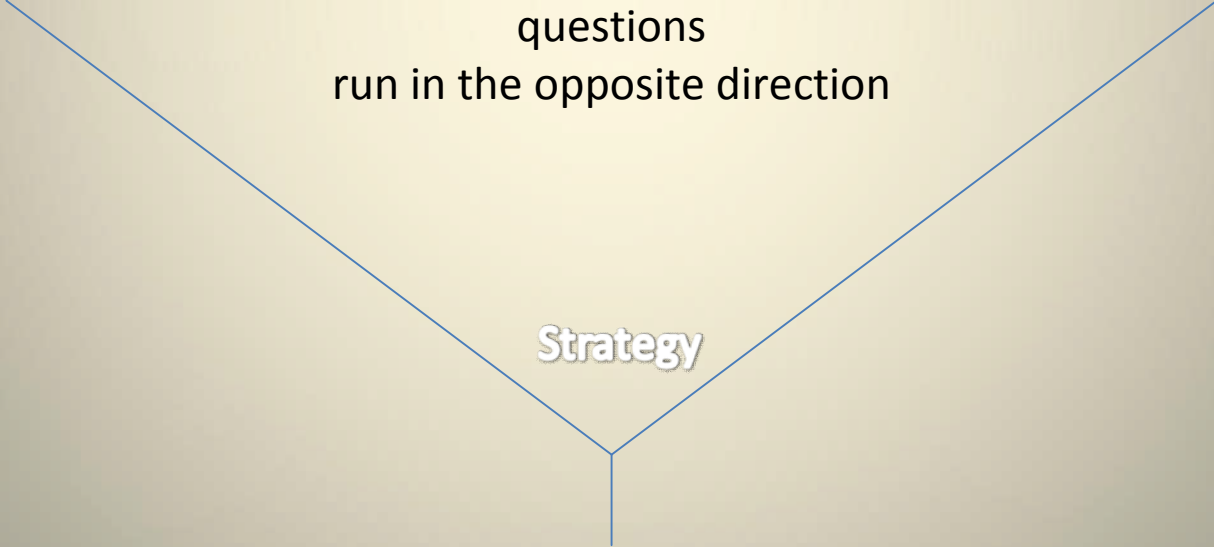 questions
run in the opposite direction
Strategy